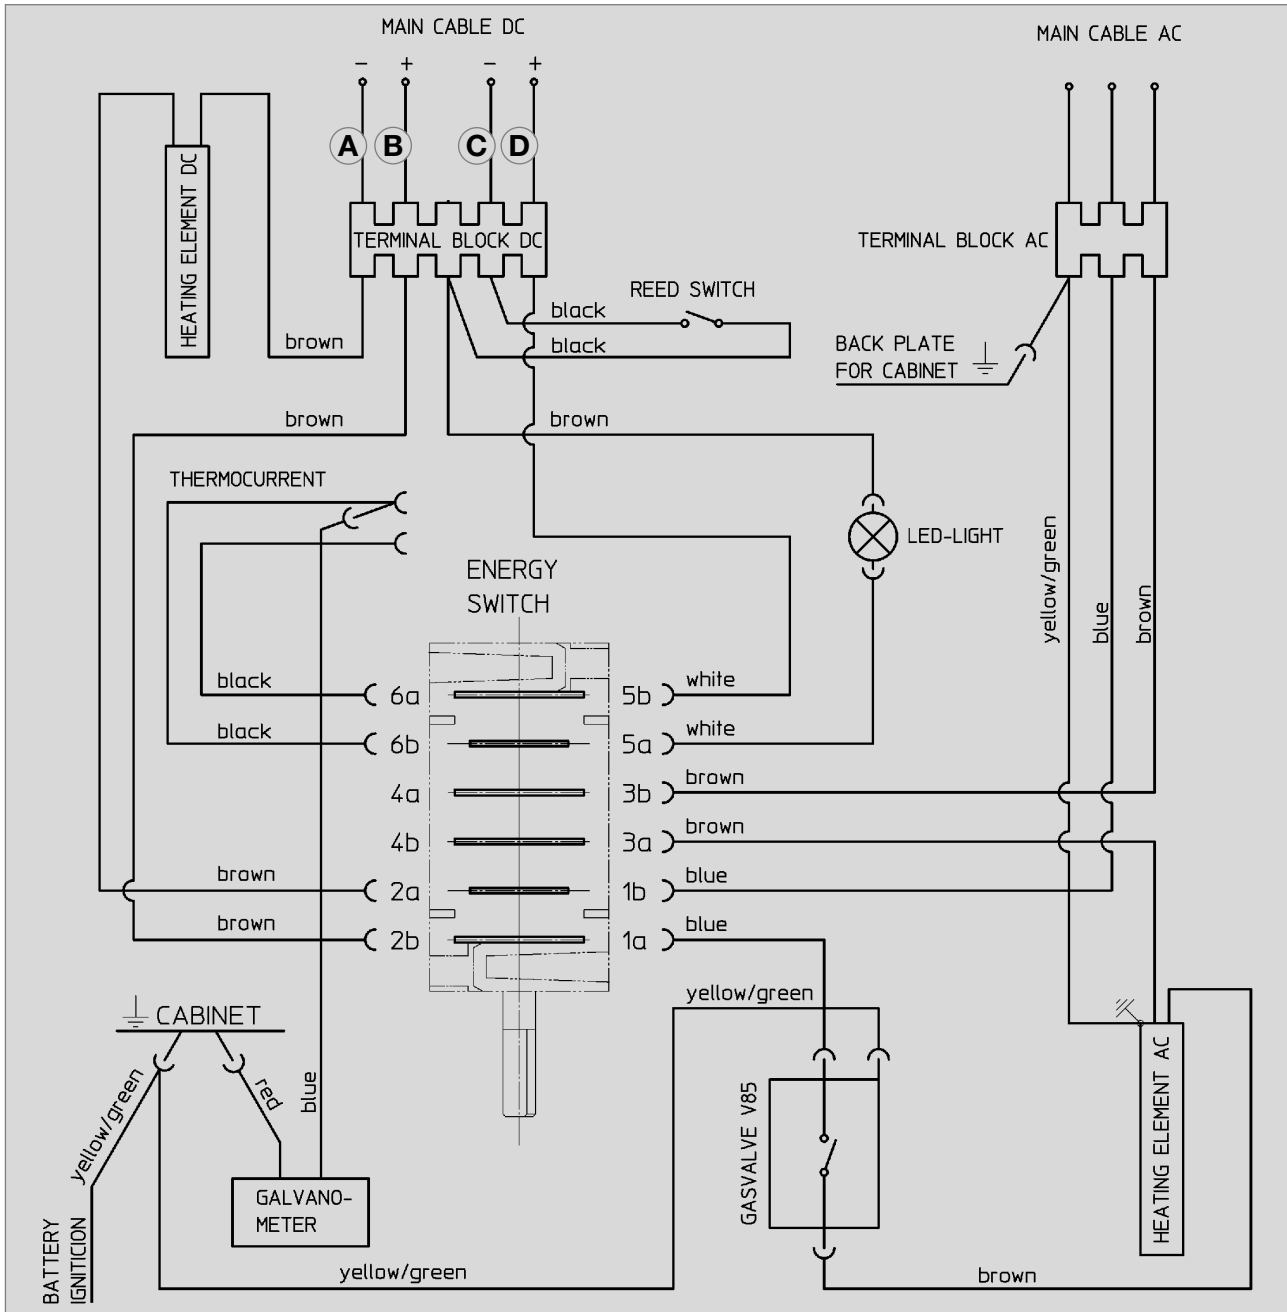 MAIN CABLE DC
MAIN CABLE AC
- + - +
A B C D
HEATING ELEMENT DC
TERMINAL BLOCK DC
TERMINAL BLOCK AC
REED SWITCH
black
black
brown
BACK PLATE
FOR CABINET
brown
brown
THERMOCURRENT
LED-LIGHT
yellow/green
blue
brown
ENERGY
SWITCH
black 6a 5b white
black 6b 5a white
4a 3b brown
4b 3a brown
brown 2a 1b blue
brown 2b 1a blue
yellow/green
CABINET
yellow/green
red
blue
GASVALVE V85
HEATING ELEMENT AC
GALVANO-
METER
BATTERY
IGNITICION
yellow/green
brown